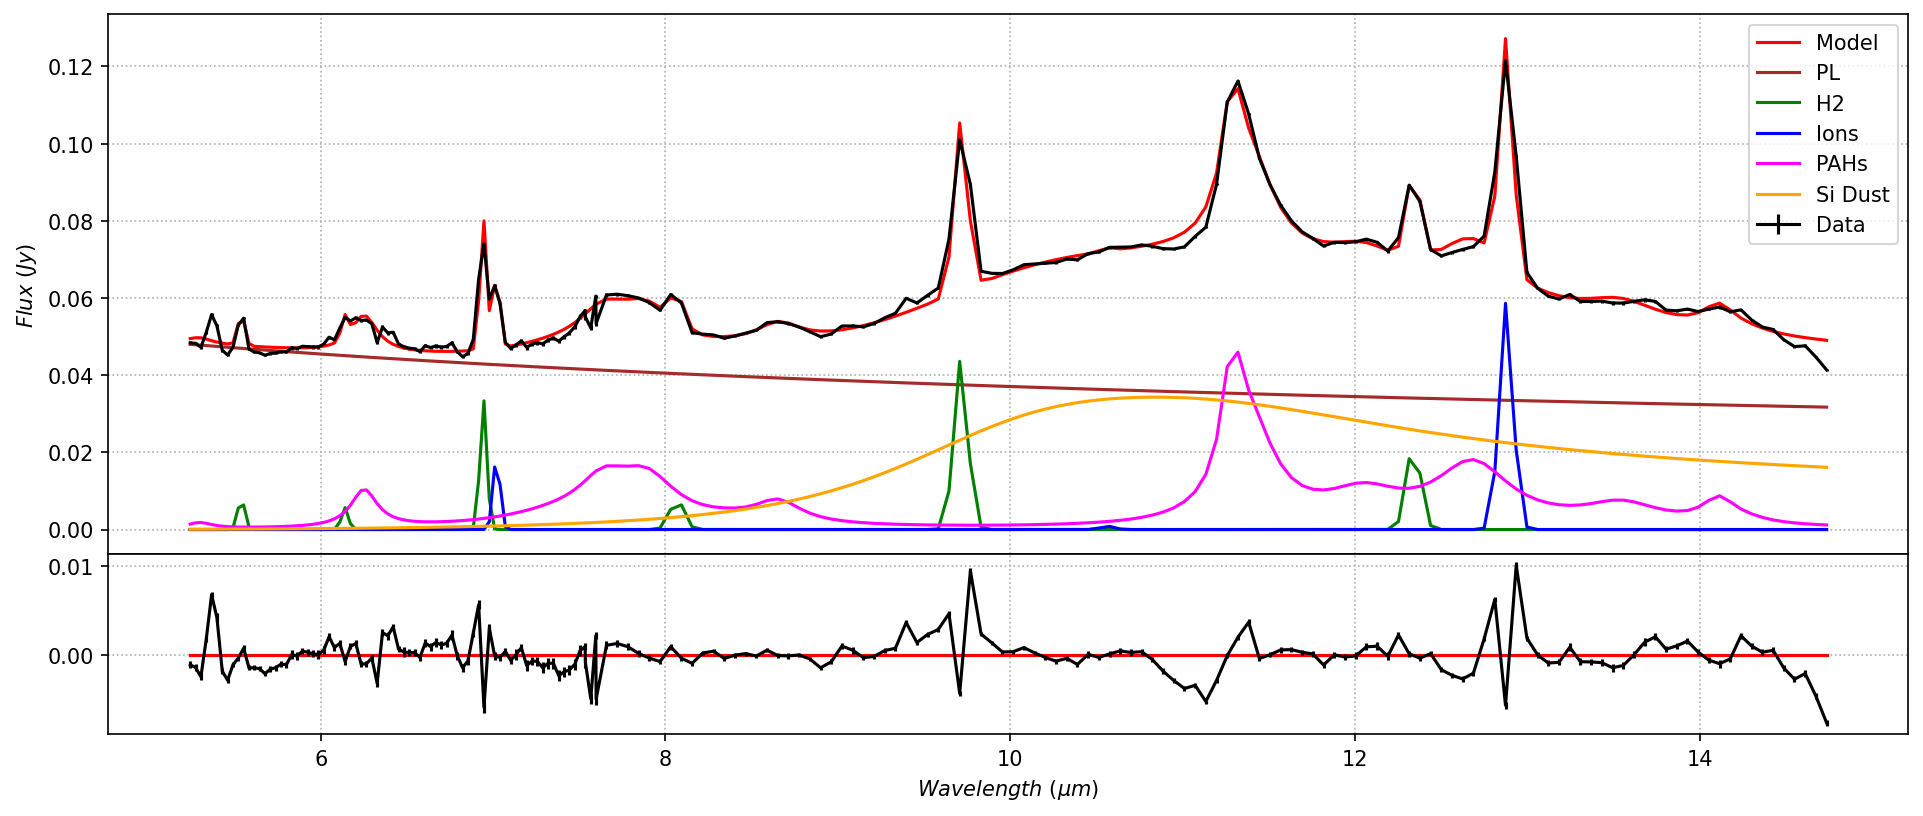 0.12
0.10
0.08
0.06
0.04
0.02
0.00
Flux (Jy)
Model
PL
H2
Ions
PAHs
Si Dust
Data
0.01
0.00
6
8
10
12
14
Wavelength (μm)